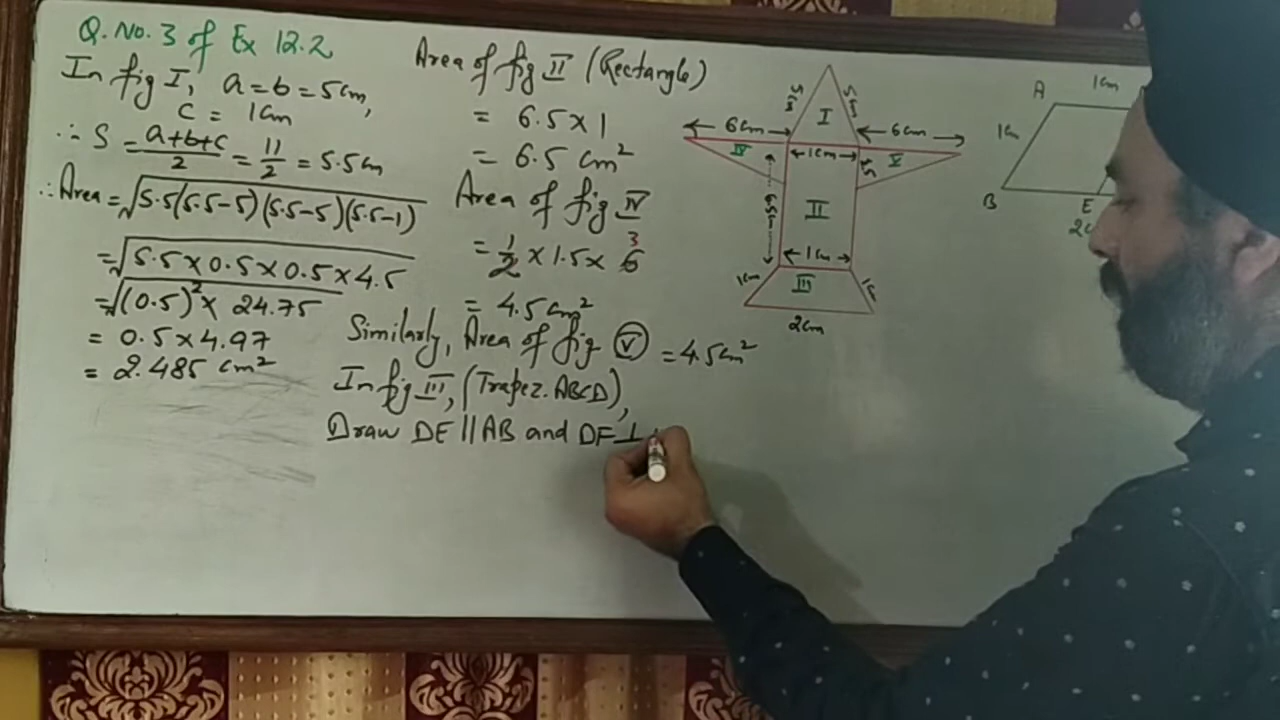 Q. No. 3 of Ex 12.2
In fig I, a = b = 5cm,
c = 1cm
∴ S = a+b+c/2 = 11/2 = 5.5cm
∴ Area = √5.5(5.5-5)(5.5-5)(5.5-1)
= √5.5×0.5×0.5×4.5
= √(0.5)²× 24.75
= 0.5×4.97
= 2.485 cm²
Area of fig II (Rectangle)
= 6.5×1
= 6.5 cm²
Area of fig IV
= 1/2 × 1.5× 6 3
= 4.5cm²
Similarly, Area of fig V = 4.5cm²
In fig III, (Trapez. ABCD),
Draw DE || AB and DF ⊥
I
6cm
6cm
IV
1cm
V
II
1cm
1cm
III
1cm
2cm
A
1cm
1cm
B
E